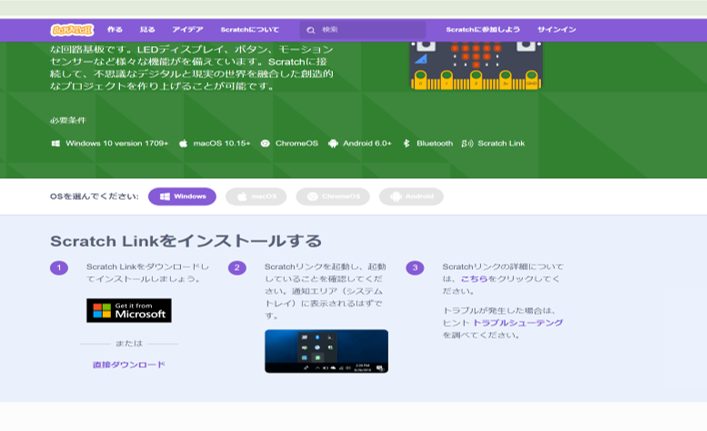 SCRATCH 作る 見る アイデア Scratchについて 検索 Scratchに参加しよう サインイン
な回路基板です。LEDディスプレイ、ボタン、モーション
センサーなど様々な機能がを備えています。Scratchに接
続して、不思議なデジタルと現実の世界を融合した創造的
なプロジェクトを作り上げることが可能です。
必要条件
Windows 10 version 1709+ macOS 10.15+ ChromeOS Android 6.0+ Bluetooth Scratch Link
OSを選んでください: Windows macOS ChromeOS Android
Scratch Linkをインストールする
1
Scratch Linkをダウンロードし
てインストールしましょう。
Get it from
Microsoft
または
直接ダウンロード
2
Scratchリンクを起動し、起動
していることを確認してくだ
さい。通知エリア（システム
トレイ）に表示されるはずで
す。
3
Scratchリンクの詳細について
は、こちらをクリックしてく
ださい。
トラブルが発生した場合は、
ヒント トラブルシューテング
を調べてください。